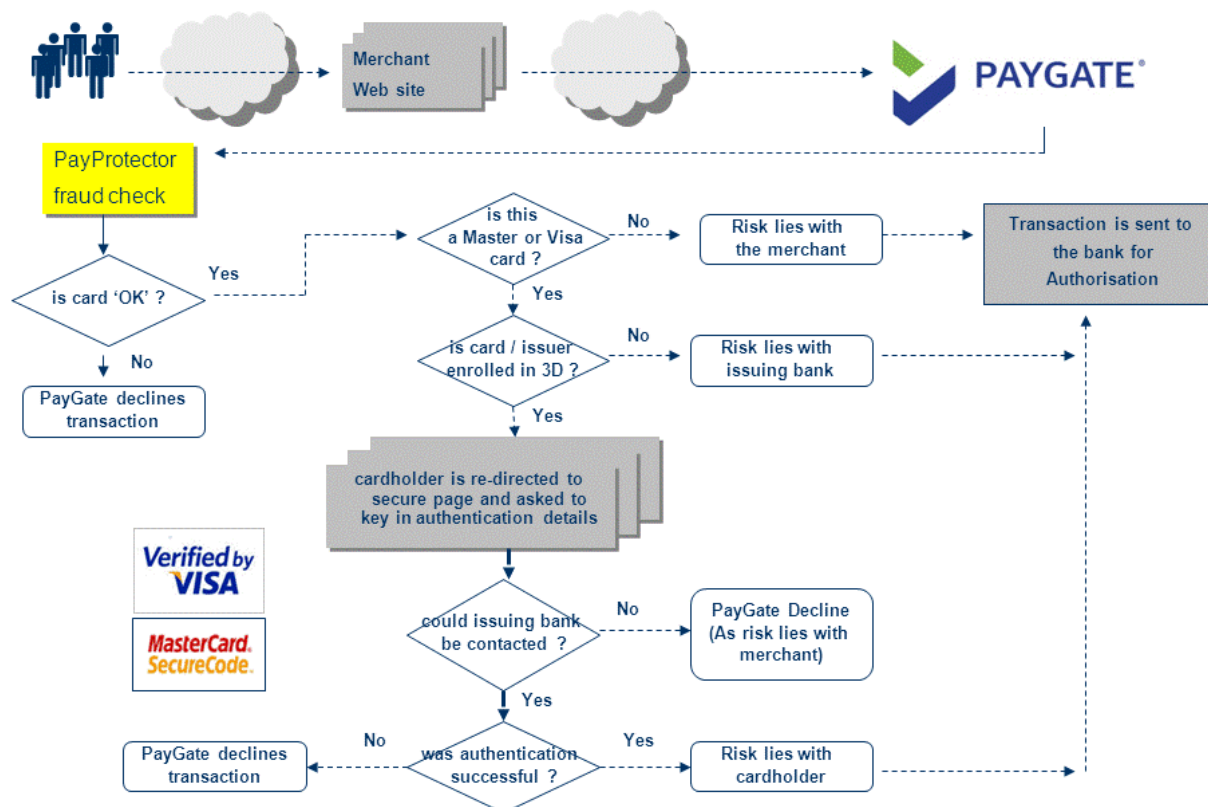 Merchant
Web site
PAYGATE®
PayProtector
fraud check
is this
a Master or Visa
card ?
No
Risk lies with
the merchant
Transaction is sent to
the bank for
Authorisation
is card ‘OK’ ?
Yes
Yes
No
PayGate declines
transaction
is card / issuer
enrolled in 3D ?
No
Risk lies with
issuing bank
Yes
cardholder is re-directed to
secure page and asked to
key in authentication details
Verified by
VISA
MasterCard.
SecureCode.
could issuing bank
be contacted ?
No
PayGate Decline
(As risk lies with
merchant)
Yes
was authentication
successful ?
No
PayGate declines
transaction
Yes
Risk lies with
cardholder